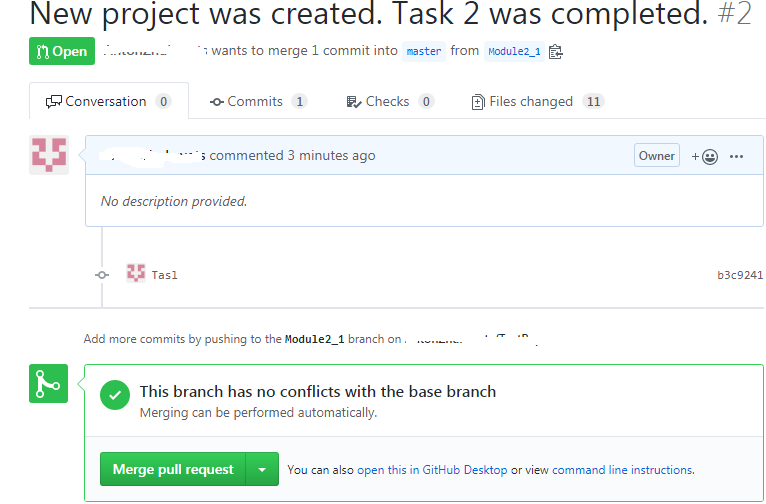 New project was created. Task 2 was completed. #2
Open wants to merge 1 commit into master from Module2_1
Conversation 0 Commits 1 Checks 0 Files changed 11
commented 3 minutes ago Owner
No description provided.
Tasl b3c9241
Add more commits by pushing to the Module2_1 branch on
This branch has no conflicts with the base branch
Merging can be performed automatically.
Merge pull request You can also open this in GitHub Desktop or view command line instructions.